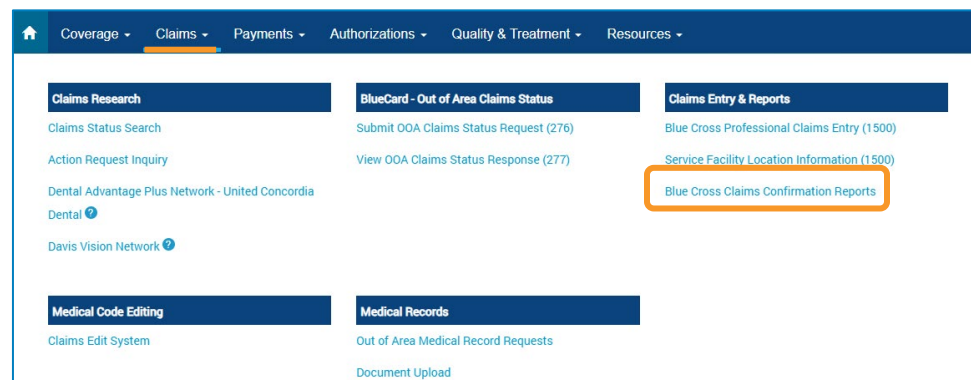 Coverage Claims Payments Authorizations Quality & Treatment Resources
Claims Research
Claims Status Search
Action Request Inquiry
Dental Advantage Plus Network - United Concordia
Dental ?
Davis Vision Network ?
BlueCard - Out of Area Claims Status
Submit OOA Claims Status Request (276)
View OOA Claims Status Response (277)
Claims Entry & Reports
Blue Cross Professional Claims Entry (1500)
Service Facility Location Information (1500)
Blue Cross Claims Confirmation Reports
Medical Code Editing
Claims Edit System
Medical Records
Out of Area Medical Record Requests
Document Upload